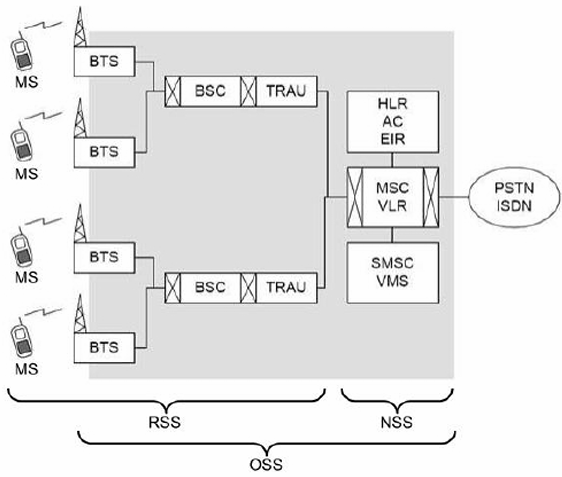 MS
BTS
MS
BTS
BSC
TRAU
MS
BTS
MS
BTS
BSC
TRAU
HLR
AC
EIR
MSC
VLR
SMSC
VMS
PSTN
ISDN
RSS
NSS
OSS